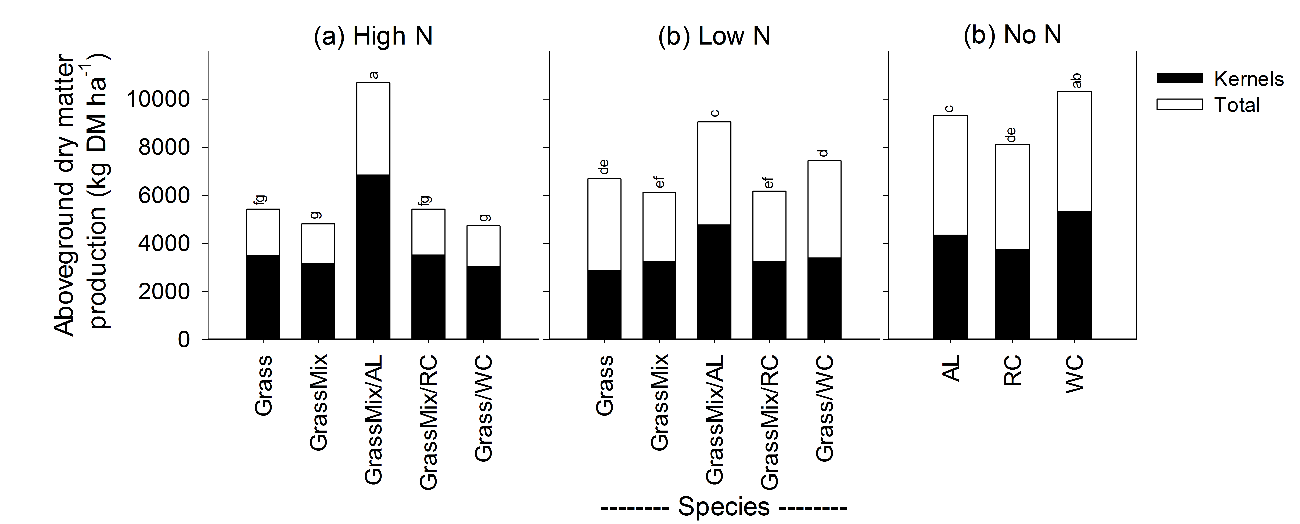 (a) High N
(b) Low N
(b) No N
Aboveground dry matter
production (kg DM ha⁻¹)
10000
8000
6000
4000
2000
0
fg
g
a
fg
g
de
ef
c
ef
d
c
de
ab
Kernels
Total
Grass
GrassMix
GrassMix/AL
GrassMix/RC
Grass/WC
Grass
GrassMix
GrassMix/AL
GrassMix/RC
Grass/WC
AL
RC
WC
-------- Species --------